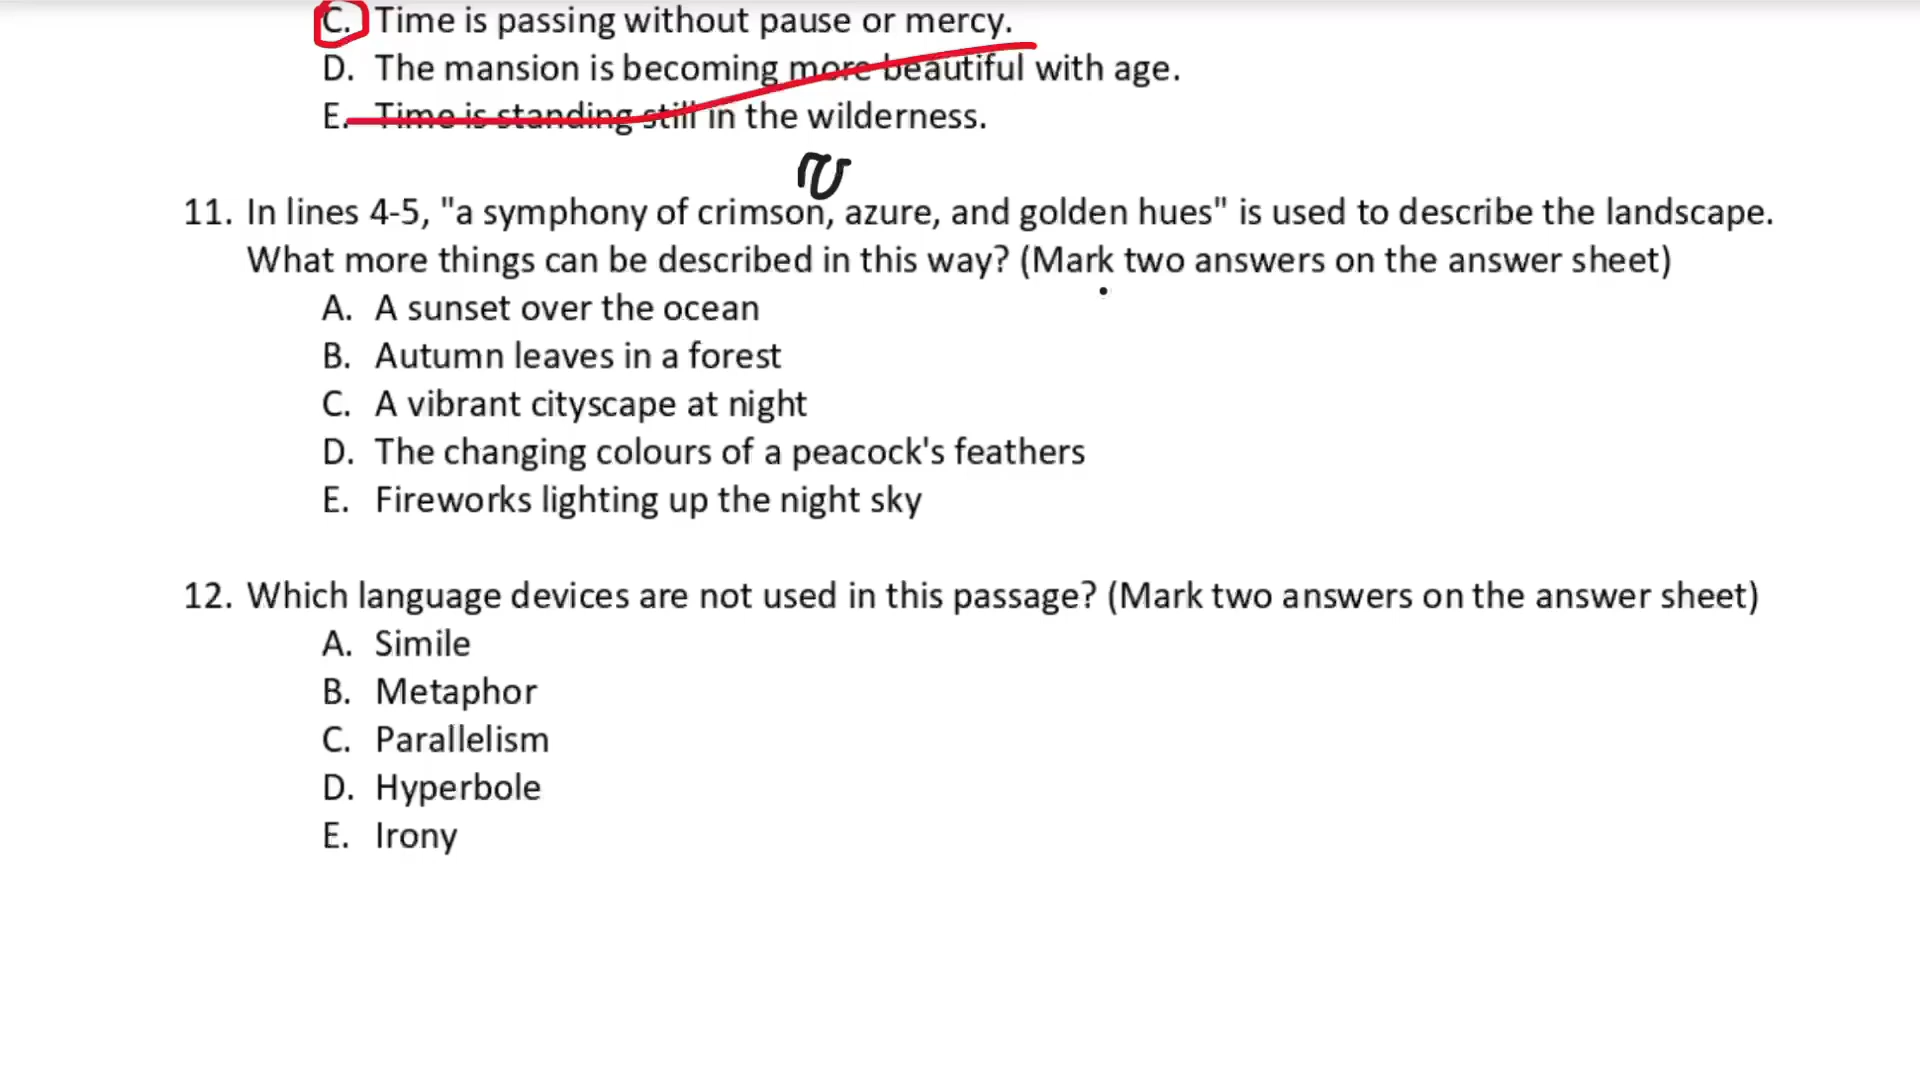 C. Time is passing without pause or mercy.
D. The mansion is becoming more beautiful with age.
E. Time is standing still in the wilderness.
11. In lines 4-5, "a symphony of crimson, azure, and golden hues" is used to describe the landscape.
What more things can be described in this way? (Mark two answers on the answer sheet)
A. A sunset over the ocean
B. Autumn leaves in a forest
C. A vibrant cityscape at night
D. The changing colours of a peacock's feathers
E. Fireworks lighting up the night sky
12. Which language devices are not used in this passage? (Mark two answers on the answer sheet)
A. Simile
B. Metaphor
C. Parallelism
D. Hyperbole
E. Irony